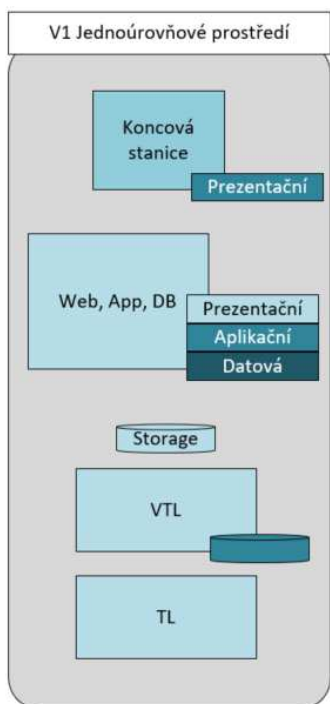 V1 Jednoúrovňové prostředí
Koncová
stanice
Prezentační
Web, App, DB
Prezentační
Aplikační
Datová
Storage
VTL
TL